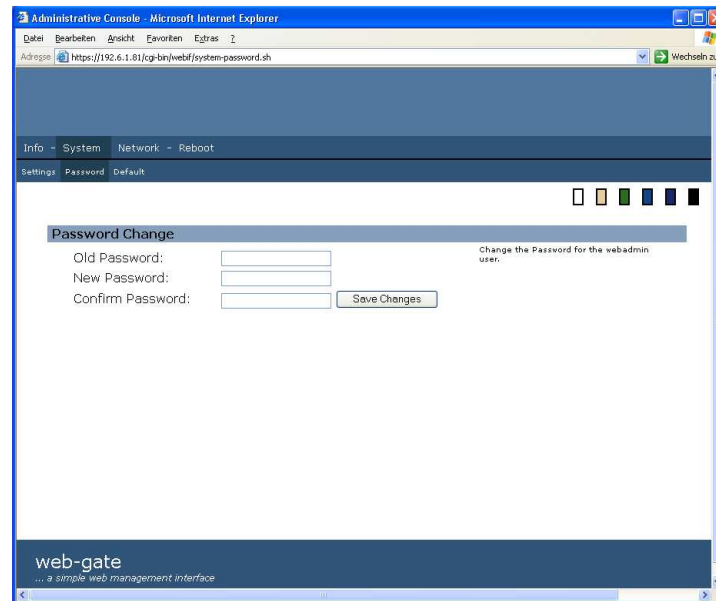 Administrative Console - Microsoft Internet Explorer
Datei Bearbeiten Ansicht Favoriten Extras ?
Adresse https://192.6.1.81/cgi-bin/webif/system-password.sh Wechseln zu
Info - System Network - Reboot
Settings Password Default
Password Change
Old Password:
Change the Password for the webadmin
user.
New Password:
Confirm Password: Save Changes
web-gate
... a simple web management interface